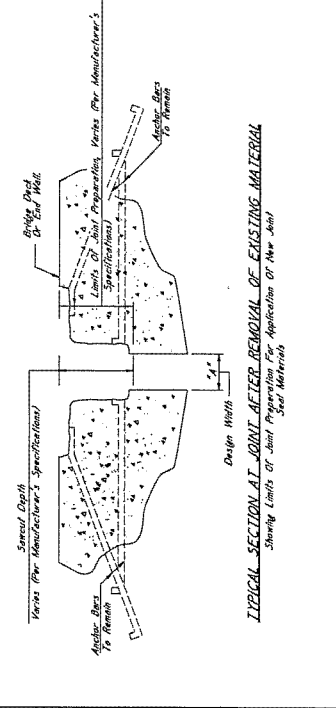 Sawcut Depth
Varies (Per Manufacturer's Specifications)
Bridge Deck
Or End Wall.
Limits Of Joint Preparation, Varies (Per Manufacturer's
Specifications)
Anchor Bars
To Remain
Anchor Bars
To Remain
"A"
Design Width
TYPICAL SECTION AT JOINT AFTER REMOVAL OF EXISTING MATERIAL
Showing Limits Of Joint Preparation For Application Of New Joint
Seal Materials